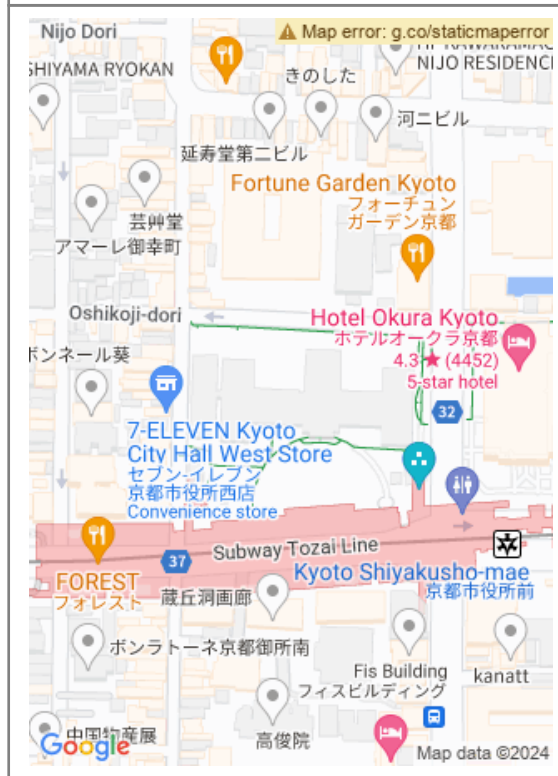 Nijo Dori
Map error: g.co/staticmaperror
SHIYAMA RYOKAN
NIJO RESIDENCE
きのした
河二ビル
延寿堂第二ビル
Fortune Garden Kyoto
フォーチュン
ガーデン京都
芸艸堂
アマーレ御幸町
Oshikoji-dori
Hotel Okura Kyoto
ホテルオークラ京都
4.3★ (4452)
5-star hotel
ボンネール葵
32
7-ELEVEN Kyoto
City Hall West Store
セブン-イレブン
京都市役所西店
Convenience store
Subway Tozai Line
37
Kyoto Shiyakusho-mae
京都市役所前
FOREST
フォレスト
蔵丘洞画廊
ボンラトーネ京都御所南
Fis Building
フィスビルディング
kanatt
中国物産展
高俊院
Google
Map data ©2024